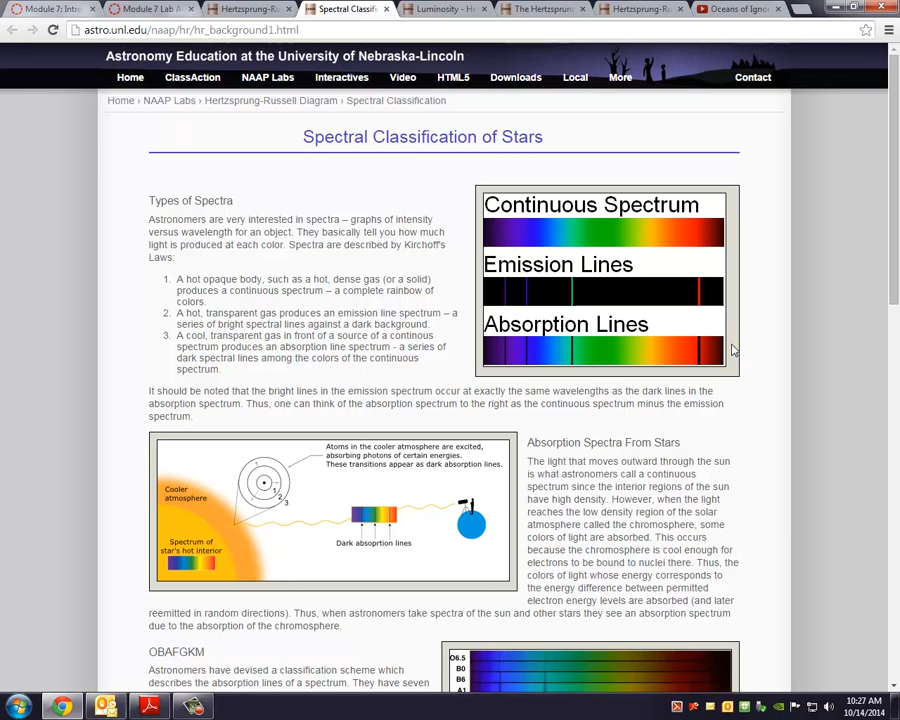 Module 7: Introd
Module 7 Lab A
Hertzsprung-Rus
Spectral Classific
Luminosity - He
The Hertzsprung
Hertzsprung-Rus
Oceans of Ignor
astro.unl.edu/naap/hr/hr_background1.html
Astronomy Education at the University of Nebraska-Lincoln
Home ClassAction NAAP Labs Interactives Video HTML5 Downloads Local More Contact
Home › NAAP Labs › Hertzsprung-Russell Diagram › Spectral Classification
Spectral Classification of Stars
Types of Spectra
Astronomers are very interested in spectra – graphs of intensity
versus wavelength for an object. They basically tell you how much
light is produced at each color. Spectra are described by Kirchoff's
Laws:
1. A hot opaque body, such as a hot, dense gas (or a solid)
produces a continuous spectrum – a complete rainbow of
colors.
2. A hot, transparent gas produces an emission line spectrum – a
series of bright spectral lines against a dark background.
3. A cool, transparent gas in front of a source of a continous
spectrum produces an absorption line spectrum - a series of
dark spectral lines among the colors of the continuous
spectrum.
Continuous Spectrum
Emission Lines
Absorption Lines
It should be noted that the bright lines in the emission spectrum occur at exactly the same wavelengths as the dark lines in the
absorption spectrum. Thus, one can think of the absorption spectrum to the right as the continuous spectrum minus the emission
spectrum.
Atoms in the cooler atmosphere are excited,
absorbing photons of certain energies.
These transitions appear as dark absorption lines.
1
2
3
Cooler
atmosphere
Spectrum of
star's hot interior
Dark absoprtion lines
Absorption Spectra From Stars
The light that moves outward through the sun
is what astronomers call a continuous
spectrum since the interior regions of the sun
have high density. However, when the light
reaches the low density region of the solar
atmosphere called the chromosphere, some
colors of light are absorbed. This occurs
because the chromosphere is cool enough for
electrons to be bound to nuclei there. Thus, the
colors of light whose energy corresponds to
the energy difference between permitted
electron energy levels are absorbed (and later
reemitted in random directions). Thus, when astronomers take spectra of the sun and other stars they see an absorption spectrum
due to the absorption of the chromosphere.
OBAFGKM
Astronomers have devised a classification scheme which
describes the absorption lines of a spectrum. They have seven
O6.5
B0
B6
A1
10:27 AM
10/14/2014